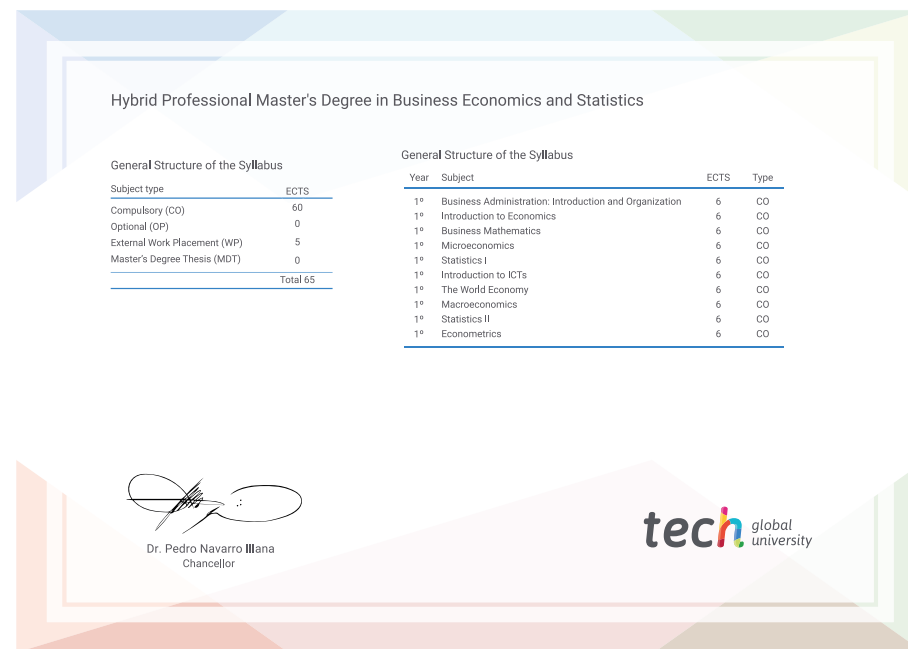 Hybrid Professional Master's Degree in Business Economics and Statistics
General Structure of the Syllabus
Subject type ECTS
Compulsory (CO) 60
Optional (OP) 0
External Work Placement (WP) 5
Master's Degree Thesis (MDT) 0
Total 65
General Structure of the Syllabus
Year Subject ECTS Type
1º Business Administration: Introduction and Organization 6 CO
1º Introduction to Economics 6 CO
1º Business Mathematics 6 CO
1º Microeconomics 6 CO
1º Statistics I 6 CO
1º Introduction to ICTs 6 CO
1º The World Economy 6 CO
1º Macroeconomics 6 CO
1º Statistics II 6 CO
1º Econometrics 6 CO
Dr. Pedro Navarro Illana
Chancellor
tech global
university